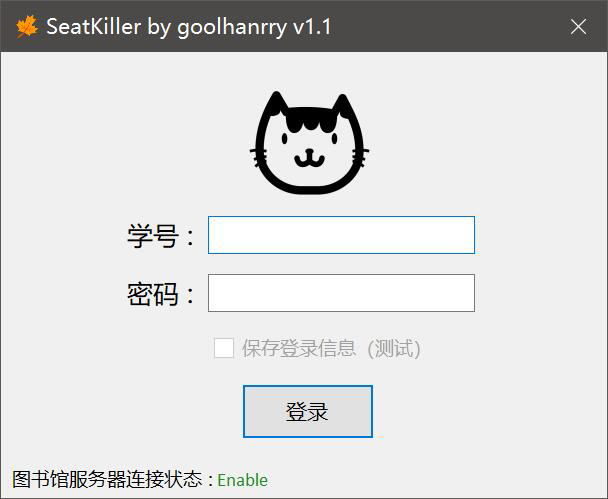 SeatKiller by goolhanrry v1.1
学号：
密码：
保存登录信息（测试）
登录
图书馆服务器连接状态 : Enable